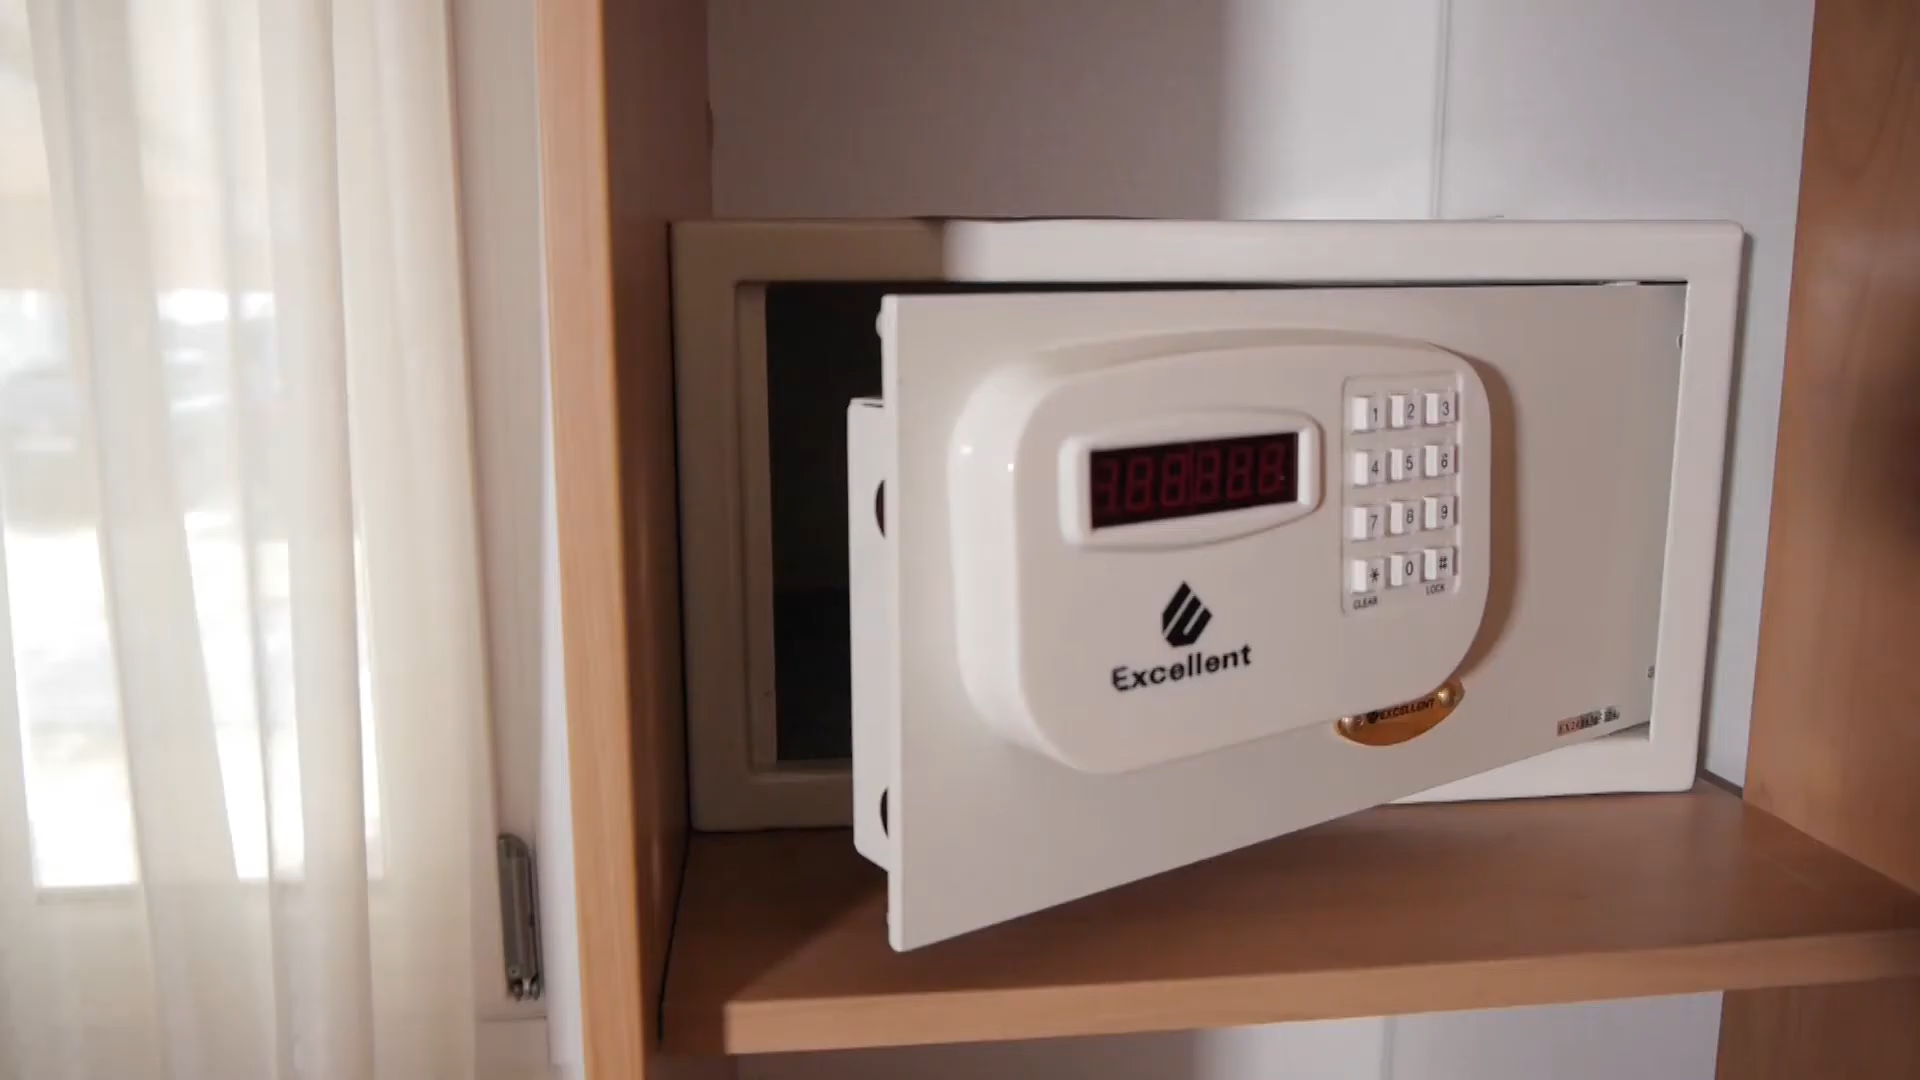 1 2 3
4 5 6
7 8 9
* 0 #
CLEAR LOCK
Excellent
EXCELLENT